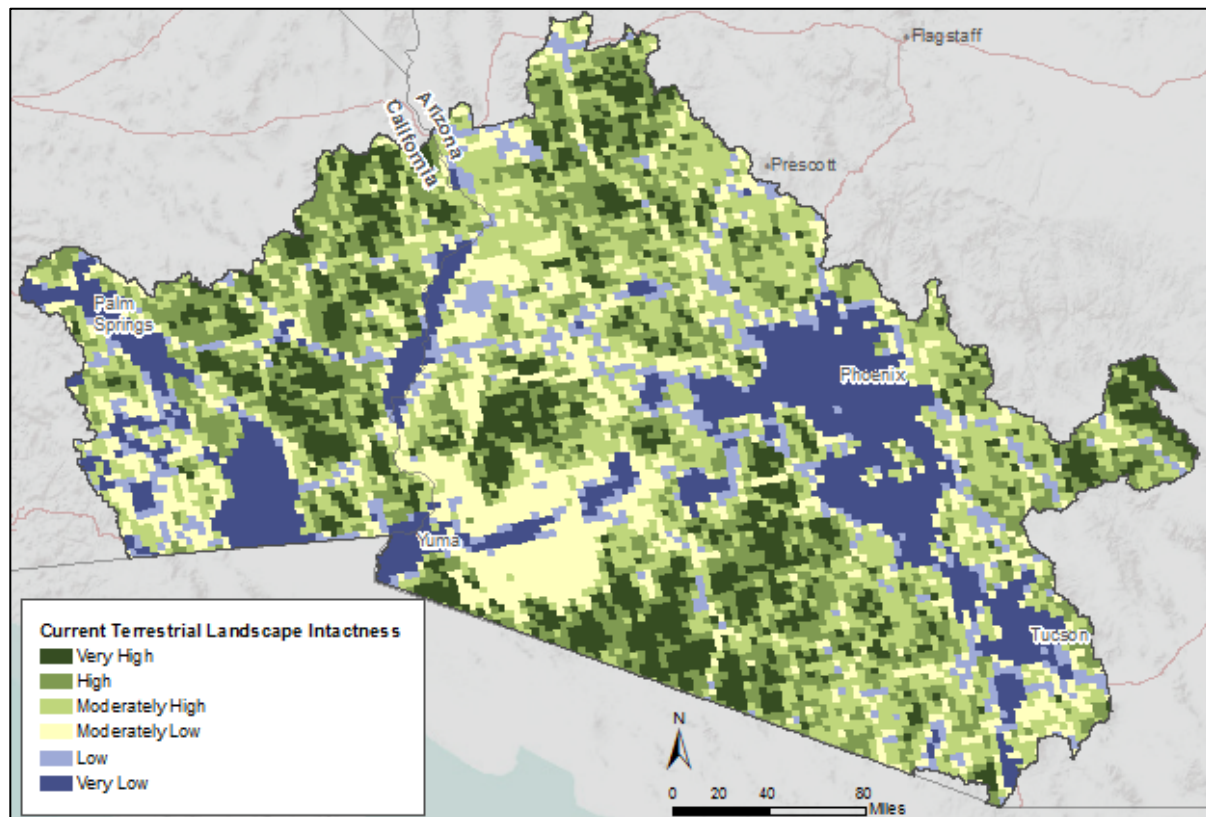 Flagstaff
Arizona
California
Prescott
Palm
Springs
Phoenix
Yuma
Tucson
Current Terrestrial Landscape Intactness
Very High
High
Moderately High
Moderately Low
Low
Very Low
N
0 20 40 80
Miles